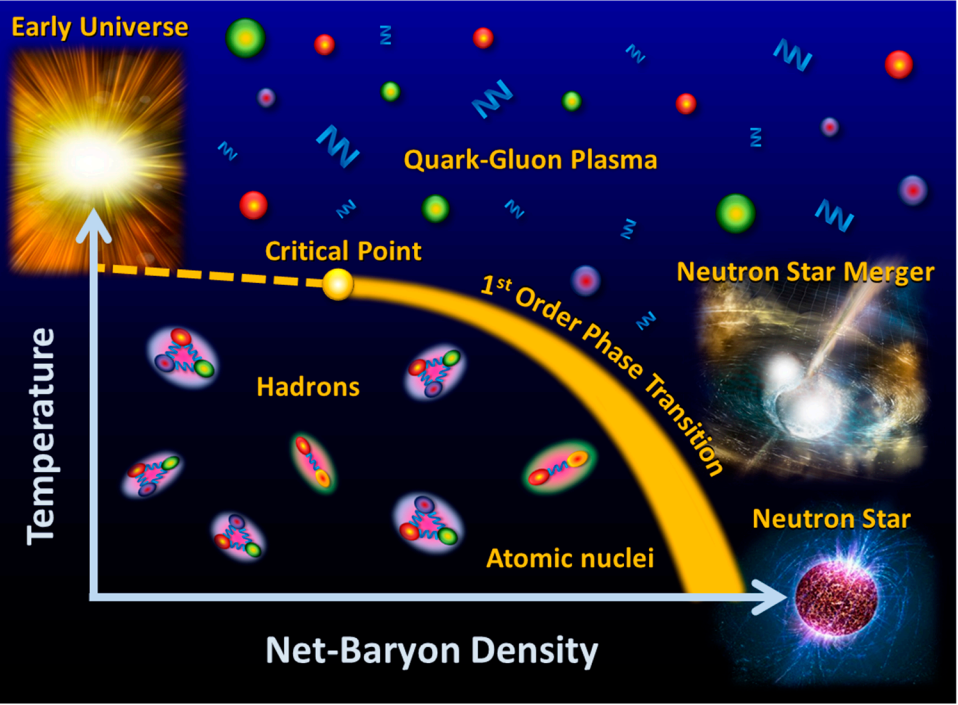 Early Universe
Quark-Gluon Plasma
Critical Point
1st Order Phase Transition
Neutron Star Merger
Temperature
Hadrons
Neutron Star
Atomic nuclei
Net-Baryon Density